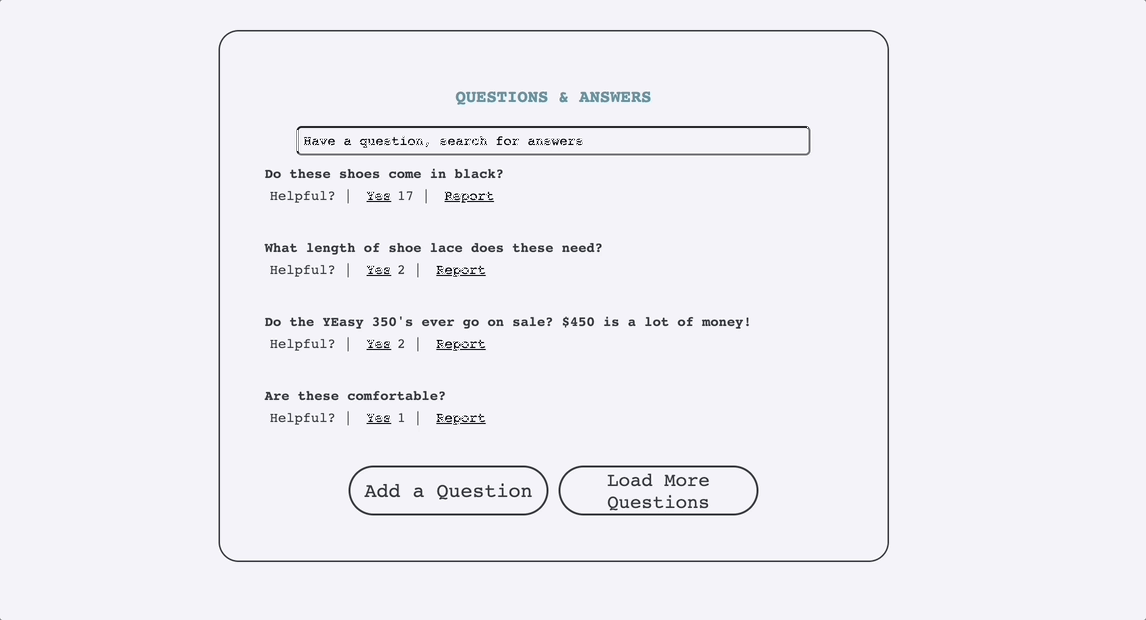 QUESTIONS & ANSWERS
Have a question, search for answers
Do these shoes come in black?
Helpful? | Yes 17 | Report
What length of shoe lace does these need?
Helpful? | Yes 2 | Report
Do the YEasy 350's ever go on sale? $450 is a lot of money!
Helpful? | Yes 2 | Report
Are these comfortable?
Helpful? | Yes 1 | Report
Add a Question
Load More
Questions